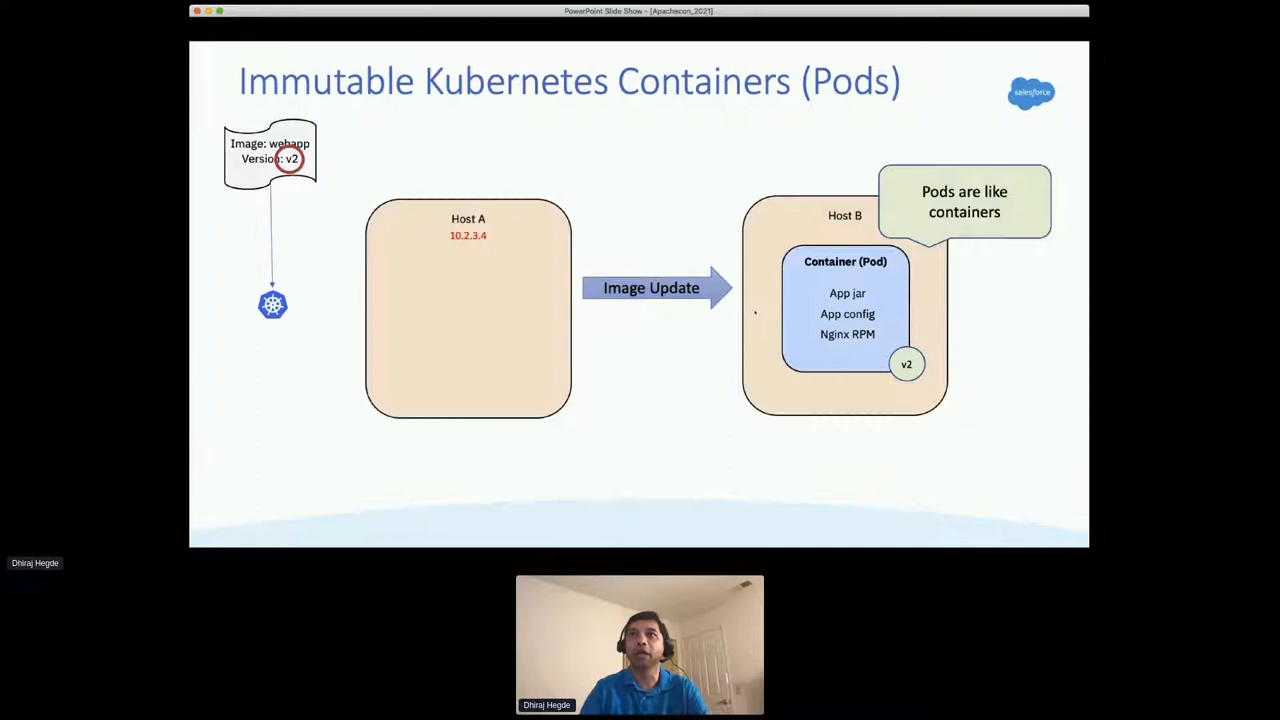 PowerPoint Slide Show - [Apachecon_2021]
Immutable Kubernetes Containers (Pods)
salesforce
Image: webapp
Version: v2
Host A
10.2.3.4
Image Update
Host B
Pods are like
containers
Container (Pod)
App jar
App config
Nginx RPM
v2
Dhiraj Hegde
Dhiraj Hegde